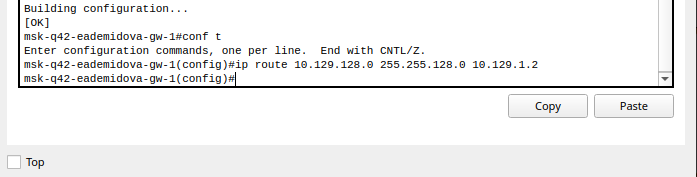 Building configuration...
[OK]
msk-q42-eademidova-gw-1#conf t
Enter configuration commands, one per line.  End with CNTL/Z.
msk-q42-eademidova-gw-1(config)#ip route 10.129.128.0 255.255.128.0 10.129.1.2
msk-q42-eademidova-gw-1(config)#
Copy
Paste
Top